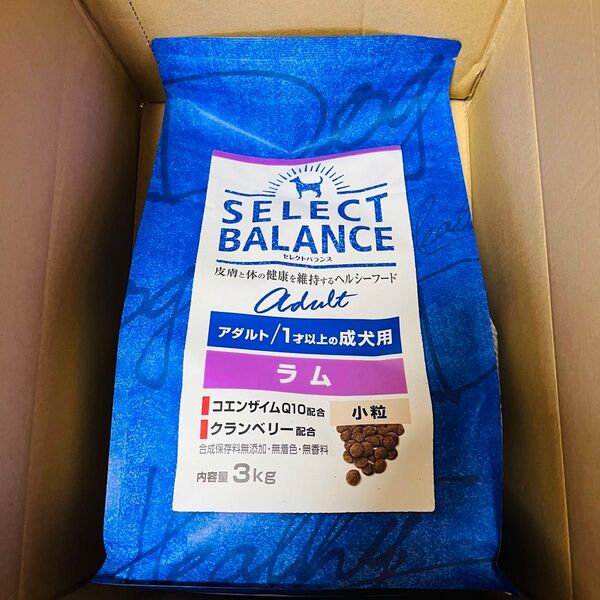 Dog
SELECT
BALANCE
セレクトバランス
皮膚と体の健康を維持するヘルシーフード
adult
アダルト/1才以上の成犬用
ラム
コエンザイムQ10配合
小粒
クランベリー配合
合成保存料無添加・無着色・無香料
内容量 3kg
Healthy